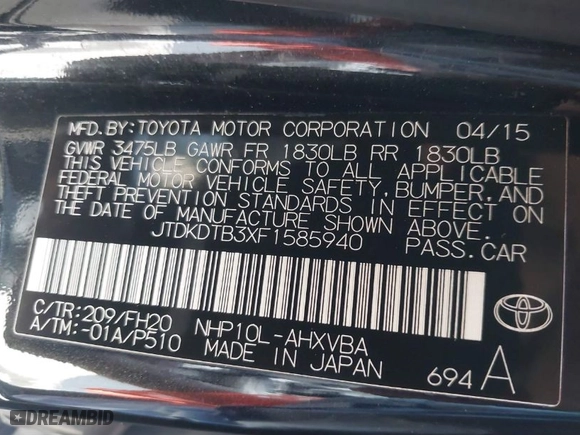 MFD.BY:TOYOTA MOTOR CORPORATION 04/15
GVWR 3475LB GAWR FR 1830LB RR 1830LB
THIS VEHICLE CONFORMS TO ALL APPLICABLE
FEDERAL MOTOR VEHICLE SAFETY, BUMPER, AND
THEFT PREVENTION STANDARDS IN EFFECT ON
THE DATE OF MANUFACTURE SHOWN ABOVE.
JTDKDTB3XF1585940 PASS.CAR
C/TR:209/FH20
A/TM:-01A/P510
NHP10L-AHXVBA
MADE IN JAPAN
694 A
DREAMBID